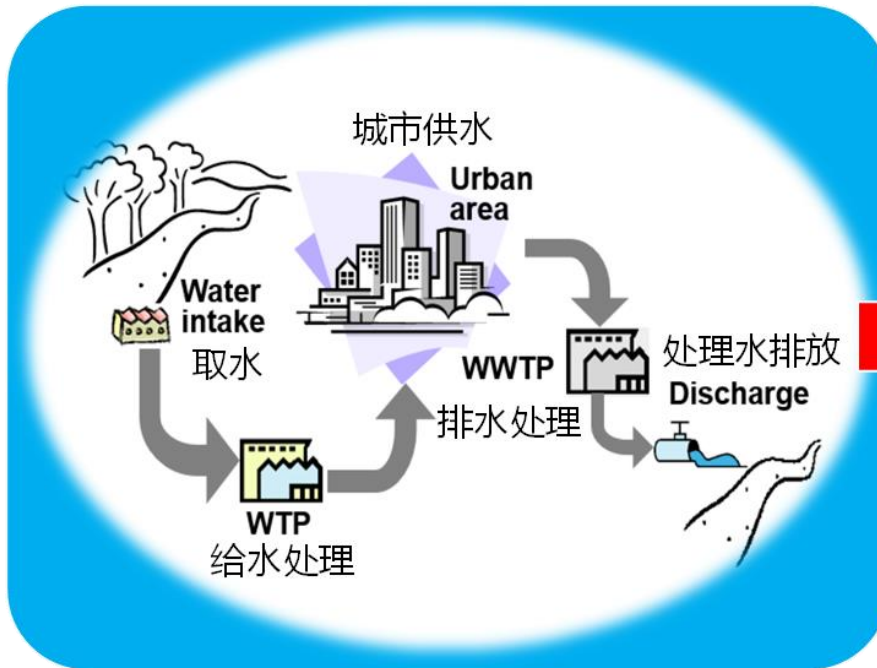 城市供水
Urban
area
Water
intake
取水
WTP
给水处理
WWTP
排水处理
处理水排放
Discharge